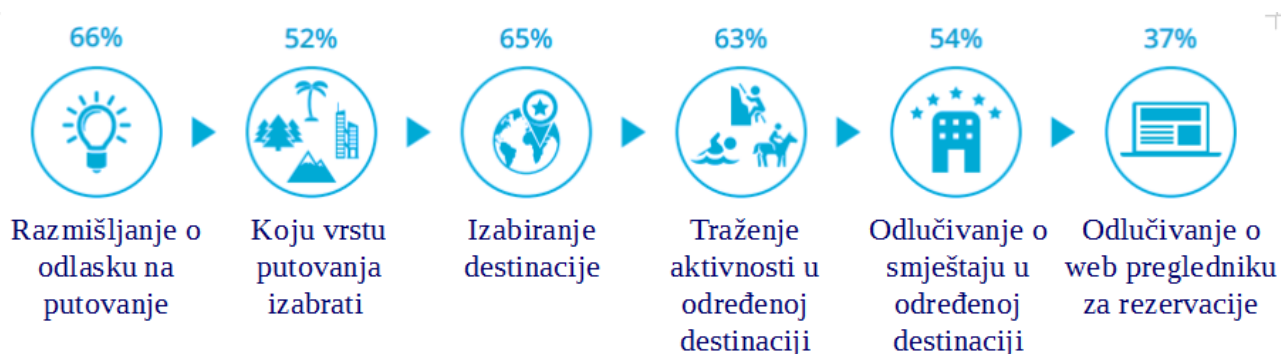 66%
52%
65%
63%
54%
37%
Razmišljanje o
odlasku na
putovanje
Koju vrstu
putovanja
izabrati
Izabiranje
destinacije
Traženje
aktivnosti u
određenoj
destinaciji
Odlučivanje o
smještaju u
određenoj
destinaciji
Odlučivanje o
web pregledniku
za rezervacije